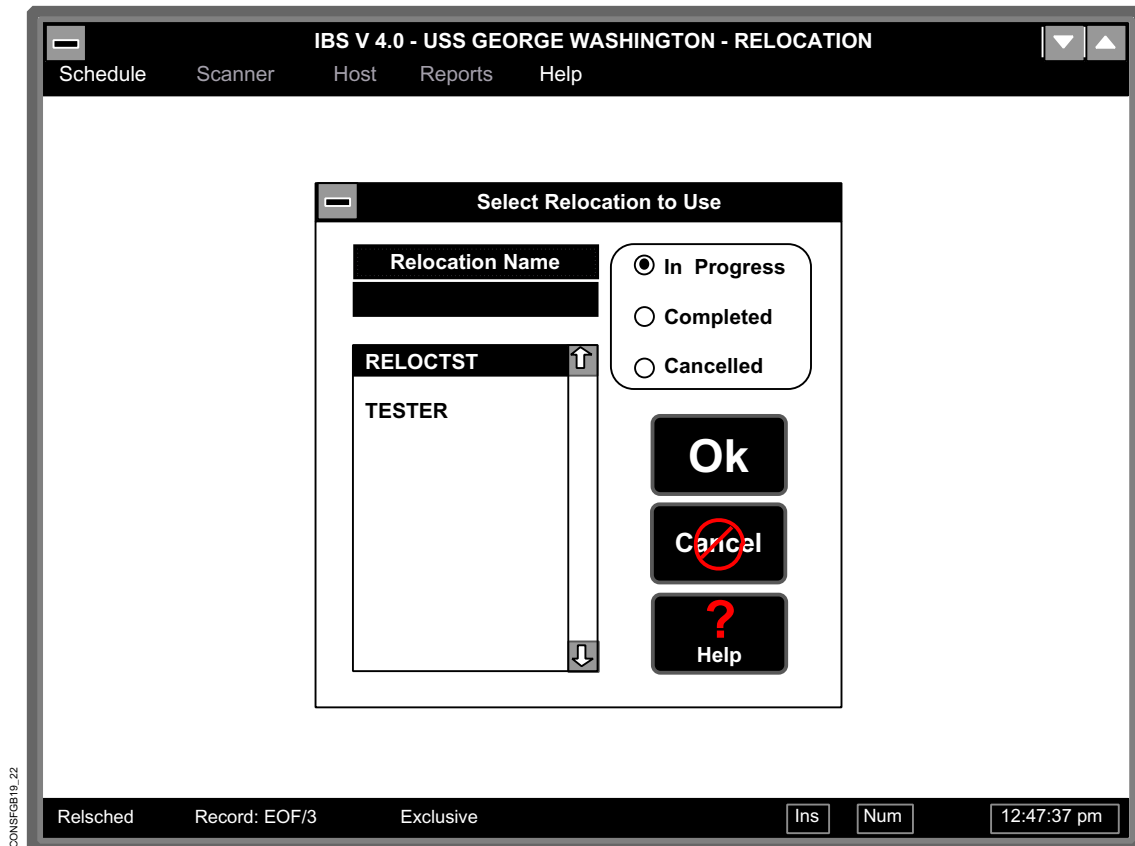 IBS V 4.0 - USS GEORGE WASHINGTON - RELOCATION
Schedule Scanner Host Reports Help
Select Relocation to Use
Relocation Name
In Progress
Completed
Cancelled
RELOCTST
TESTER
Ok
Cancel
?
Help
Relsched Record: EOF/3 Exclusive Ins Num 12:47:37 pm
CONSFGB19_22